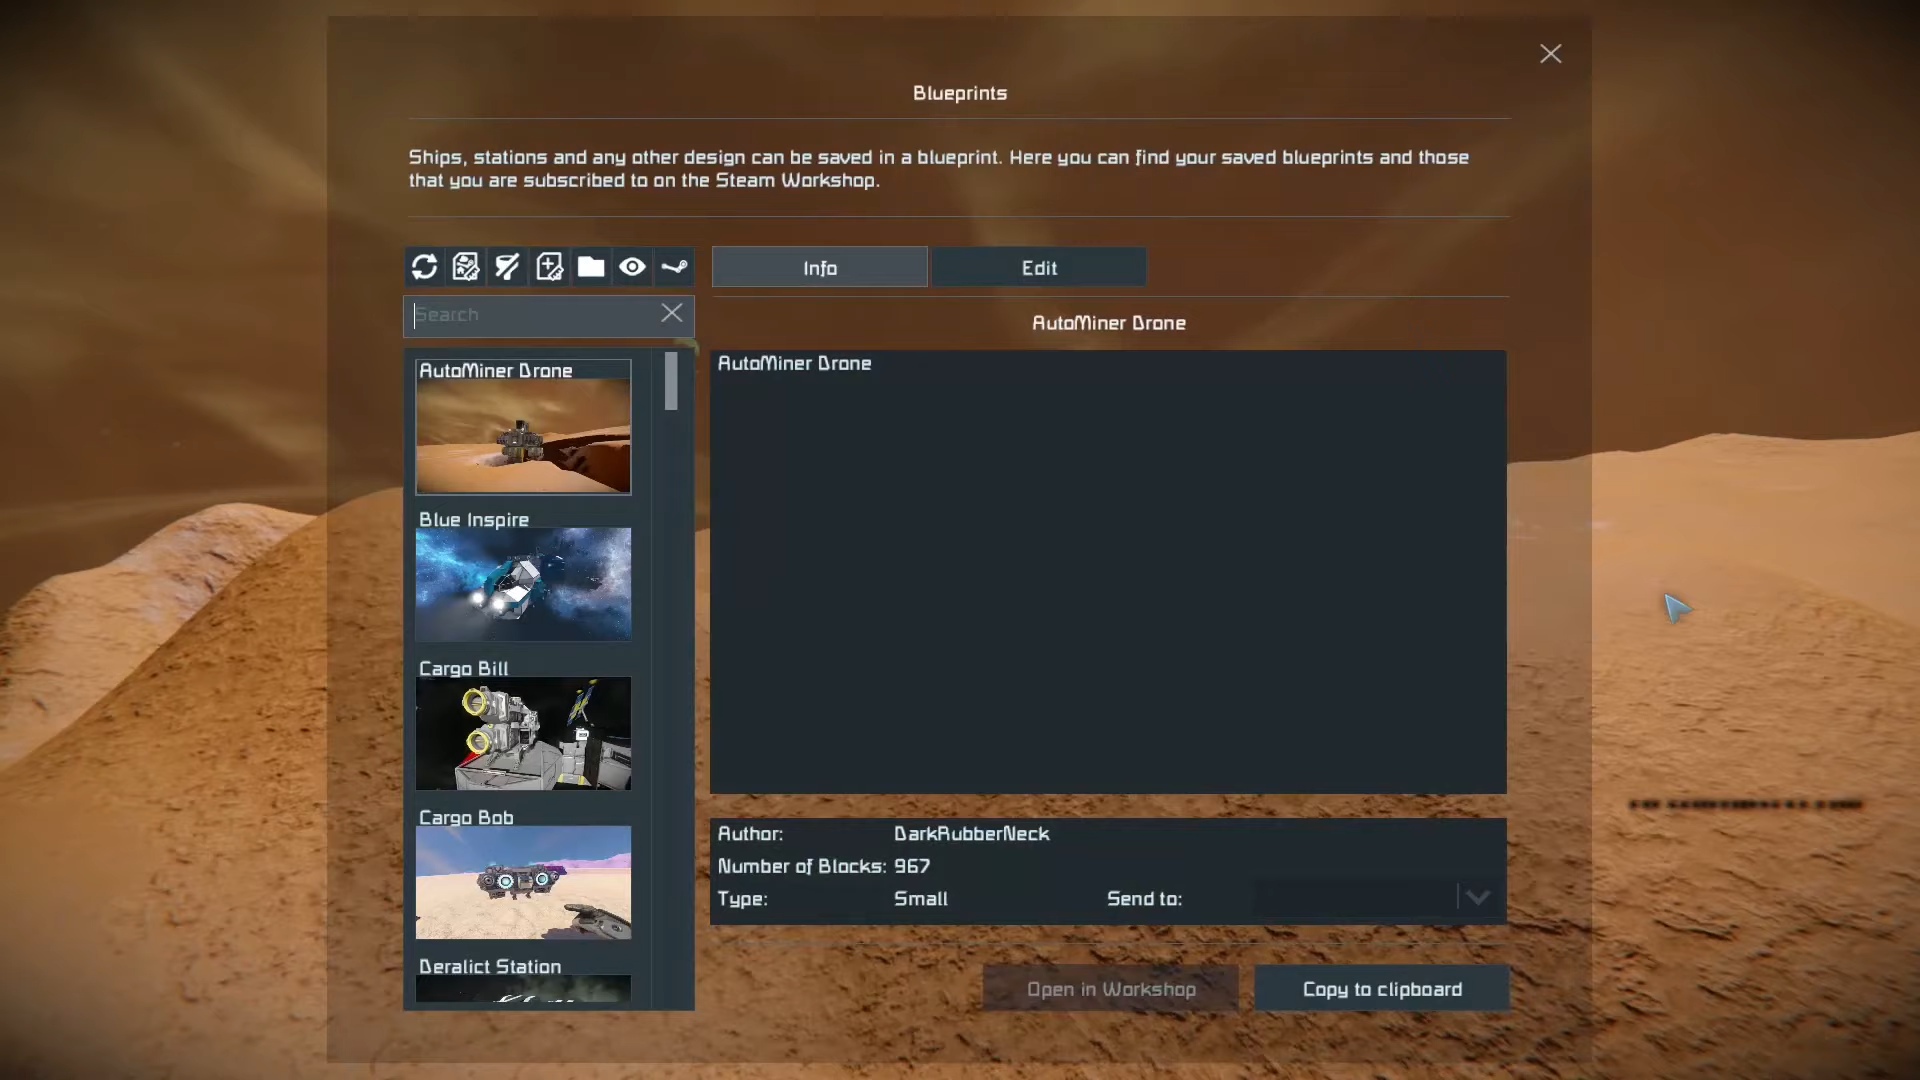 Blueprints
Ships, stations and any other design can be saved in a blueprint. Here you can find your saved blueprints and those
that you are subscribed to on the Steam Workshop.
Info
Edit
Search
AutoMiner Drone
AutoMiner Drone
AutoMiner Drone
Blue Inspire
Cargo Bill
Cargo Bob
Deralict Station
Author: DarkRubberNeck
Number of Blocks: 967
Type: Small Send to:
Open in Workshop
Copy to clipboard